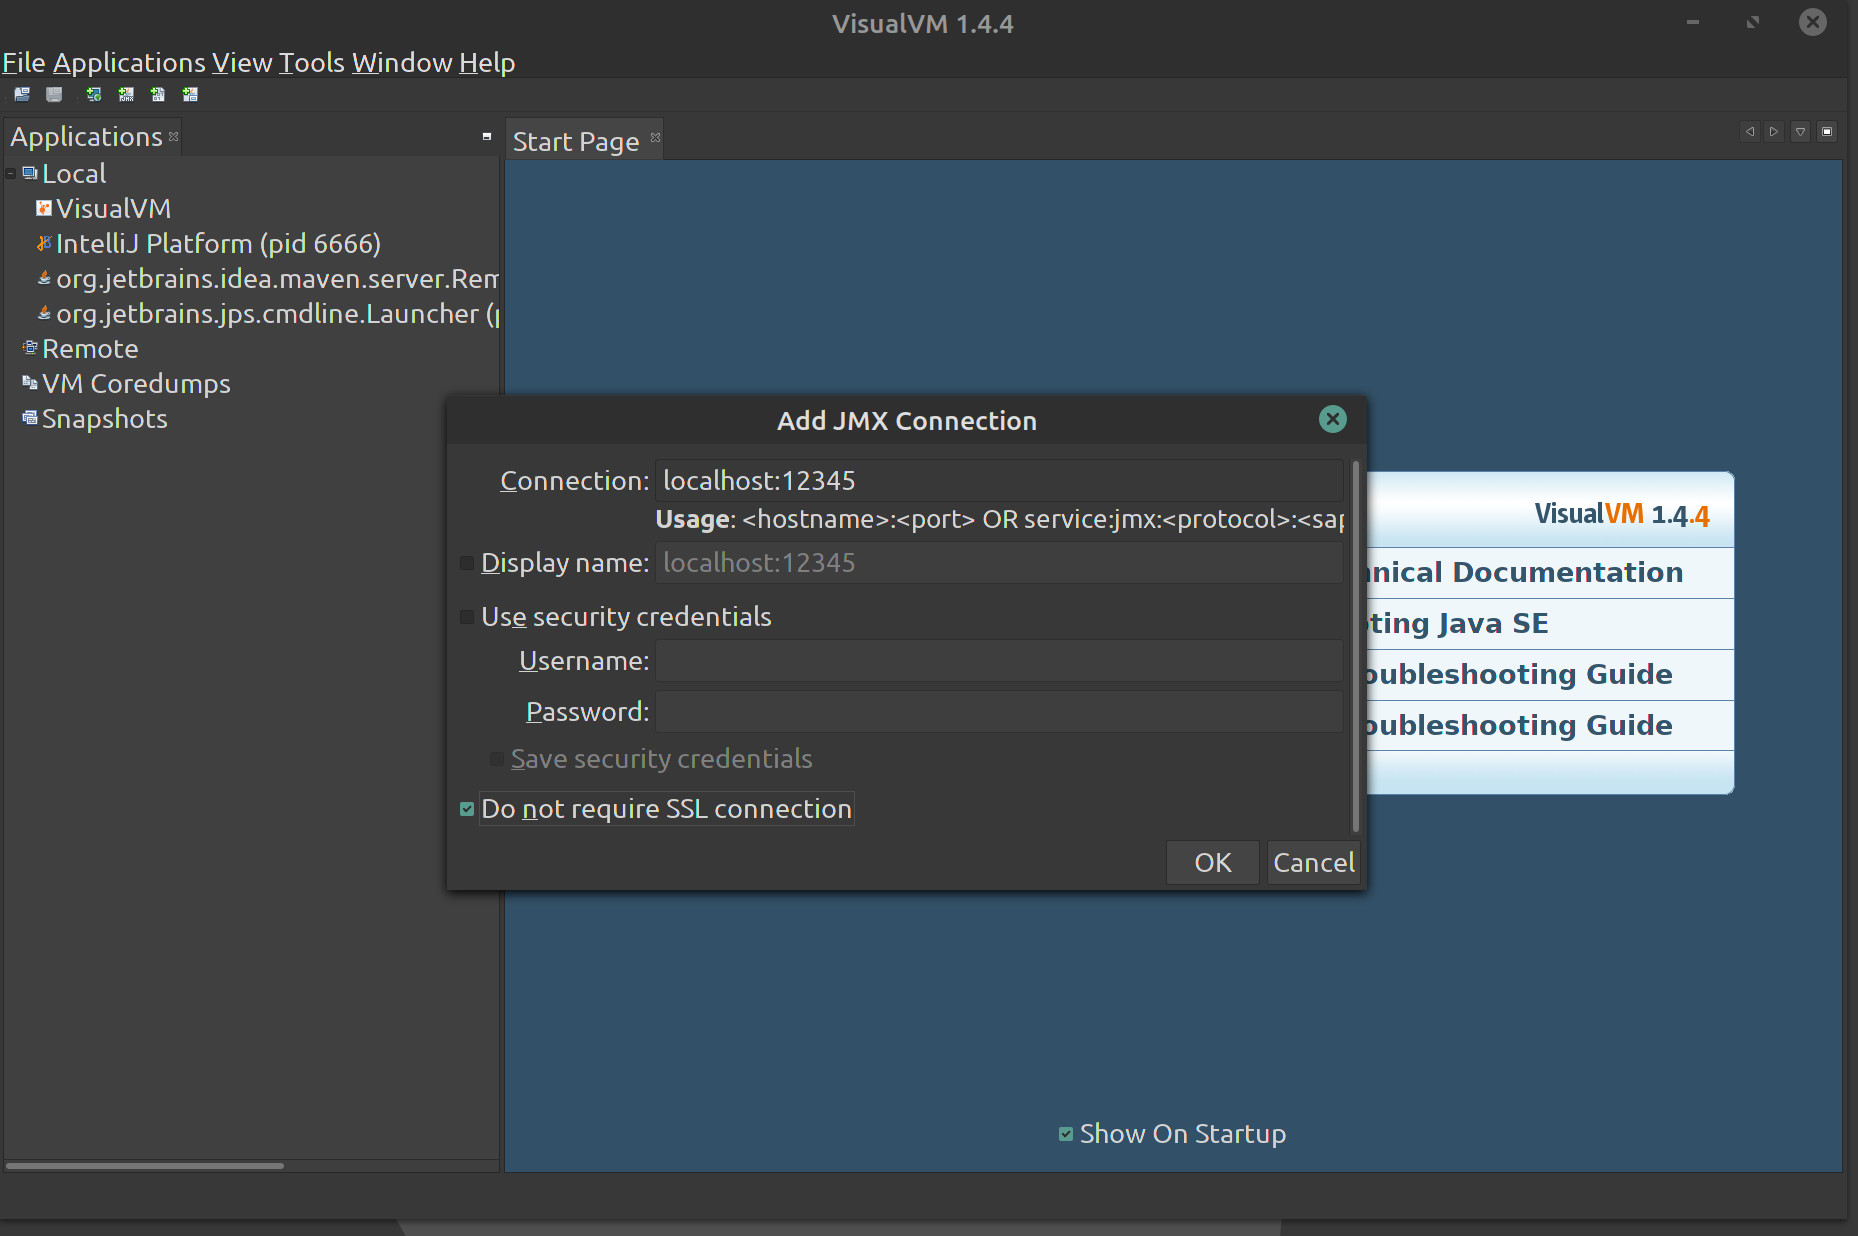 VisualVM 1.4.4
File Applications View Tools Window Help
Applications
Start Page
Local
VisualVM
IntelliJ Platform (pid 6666)
org.jetbrains.idea.maven.server.Rem
org.jetbrains.jps.cmdline.Launcher (
Remote
VM Coredumps
Snapshots
Add JMX Connection
Connection: localhost:12345
Usage: <hostname>:<port> OR service:jmx:<protocol>:<sap
Display name: localhost:12345
Use security credentials
Username:
Password:
Save security credentials
Do not require SSL connection
OK Cancel
VisualVM 1.4.4
nical Documentation
ting Java SE
oubleshooting Guide
oubleshooting Guide
Show On Startup